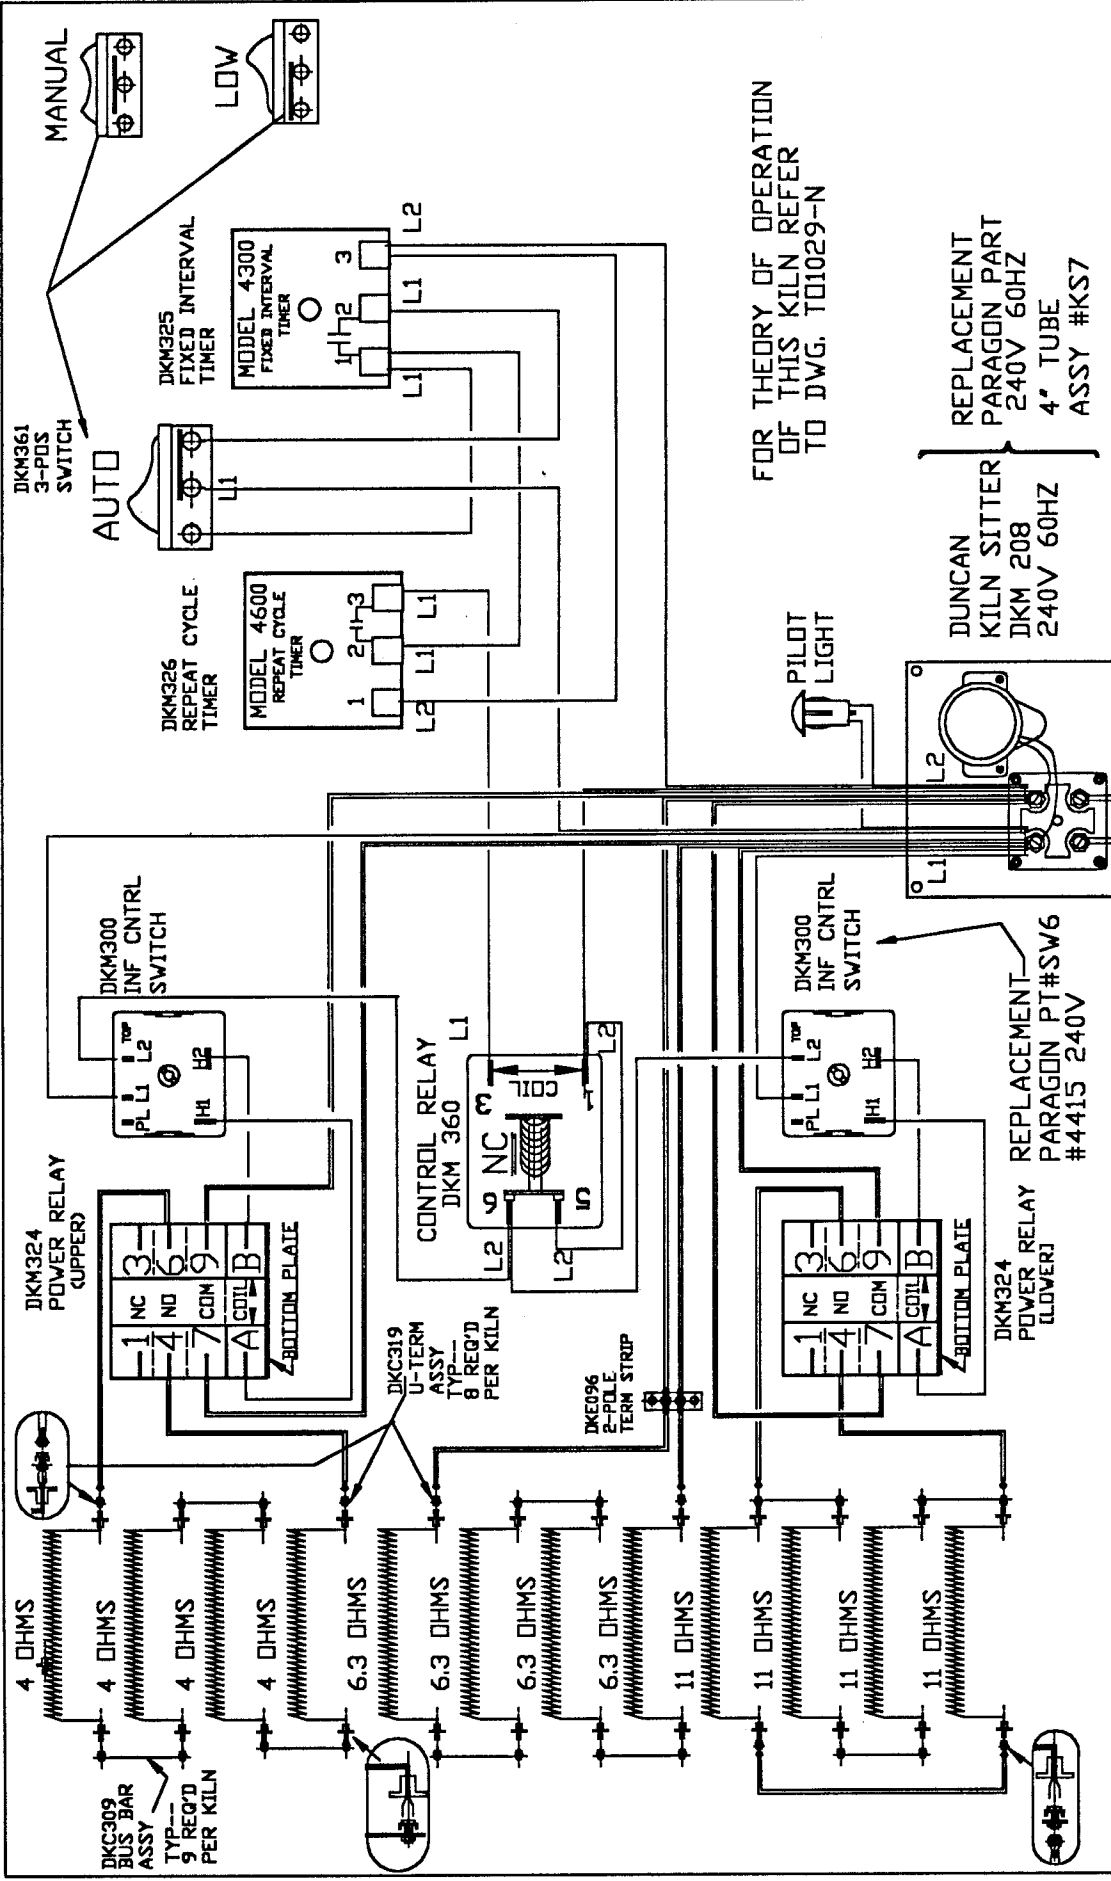 MANUAL
LOW
DKM361
3-POS
SWITCH
AUTO
L1
DKM325
FIXED INTERVAL
TIMER
MODEL 4300
FIXED INTERVAL
TIMER
1
2
3
L1
L1
L2
DKM326
REPEAT CYCLE
TIMER
MODEL 4600
REPEAT CYCLE
TIMER
1
2
3
L2
L1
L1
FOR THEORY OF OPERATION
OF THIS KILN REFER
TO DWG. TO1029-N
DKM300
INF CNTRL
SWITCH
PL
L1
L2
TOP
H1
H2
DKM324
POWER RELAY
(UPPER)
1
NC
3
4
NO
6
7
COM
9
A
COIL
B
BOTTOM PLATE
CONTROL RELAY
DKM 360
L1
NC
COIL
3
1
6
5
L2
L2
L2
DKC319
U-TERM
ASSY
TYP---
8 REQ'D
PER KILN
DKE096
2-POLE
TERM STRIP
PILOT
LIGHT
L1
L2
DUNCAN
KILN SITTER
DKM 208
240V 60HZ
REPLACEMENT
PARAGON PART
240V 60HZ
4" TUBE
ASSY #KS7
DKM300
INF CNTRL
SWITCH
PL
L1
L2
TOP
H1
H2
REPLACEMENT
PARAGON PT#SW6
#4415 240V
1
NC
3
4
NO
6
7
COM
9
A
COIL
B
BOTTOM PLATE
DKM324
POWER RELAY
(LOWER)
4 OHMS
4 OHMS
4 OHMS
4 OHMS
6.3 OHMS
6.3 OHMS
6.3 OHMS
6.3 OHMS
11 OHMS
11 OHMS
11 OHMS
11 OHMS
DKC309
BUS BAR
ASSY
TYP---
9 REQ'D
PER KILN